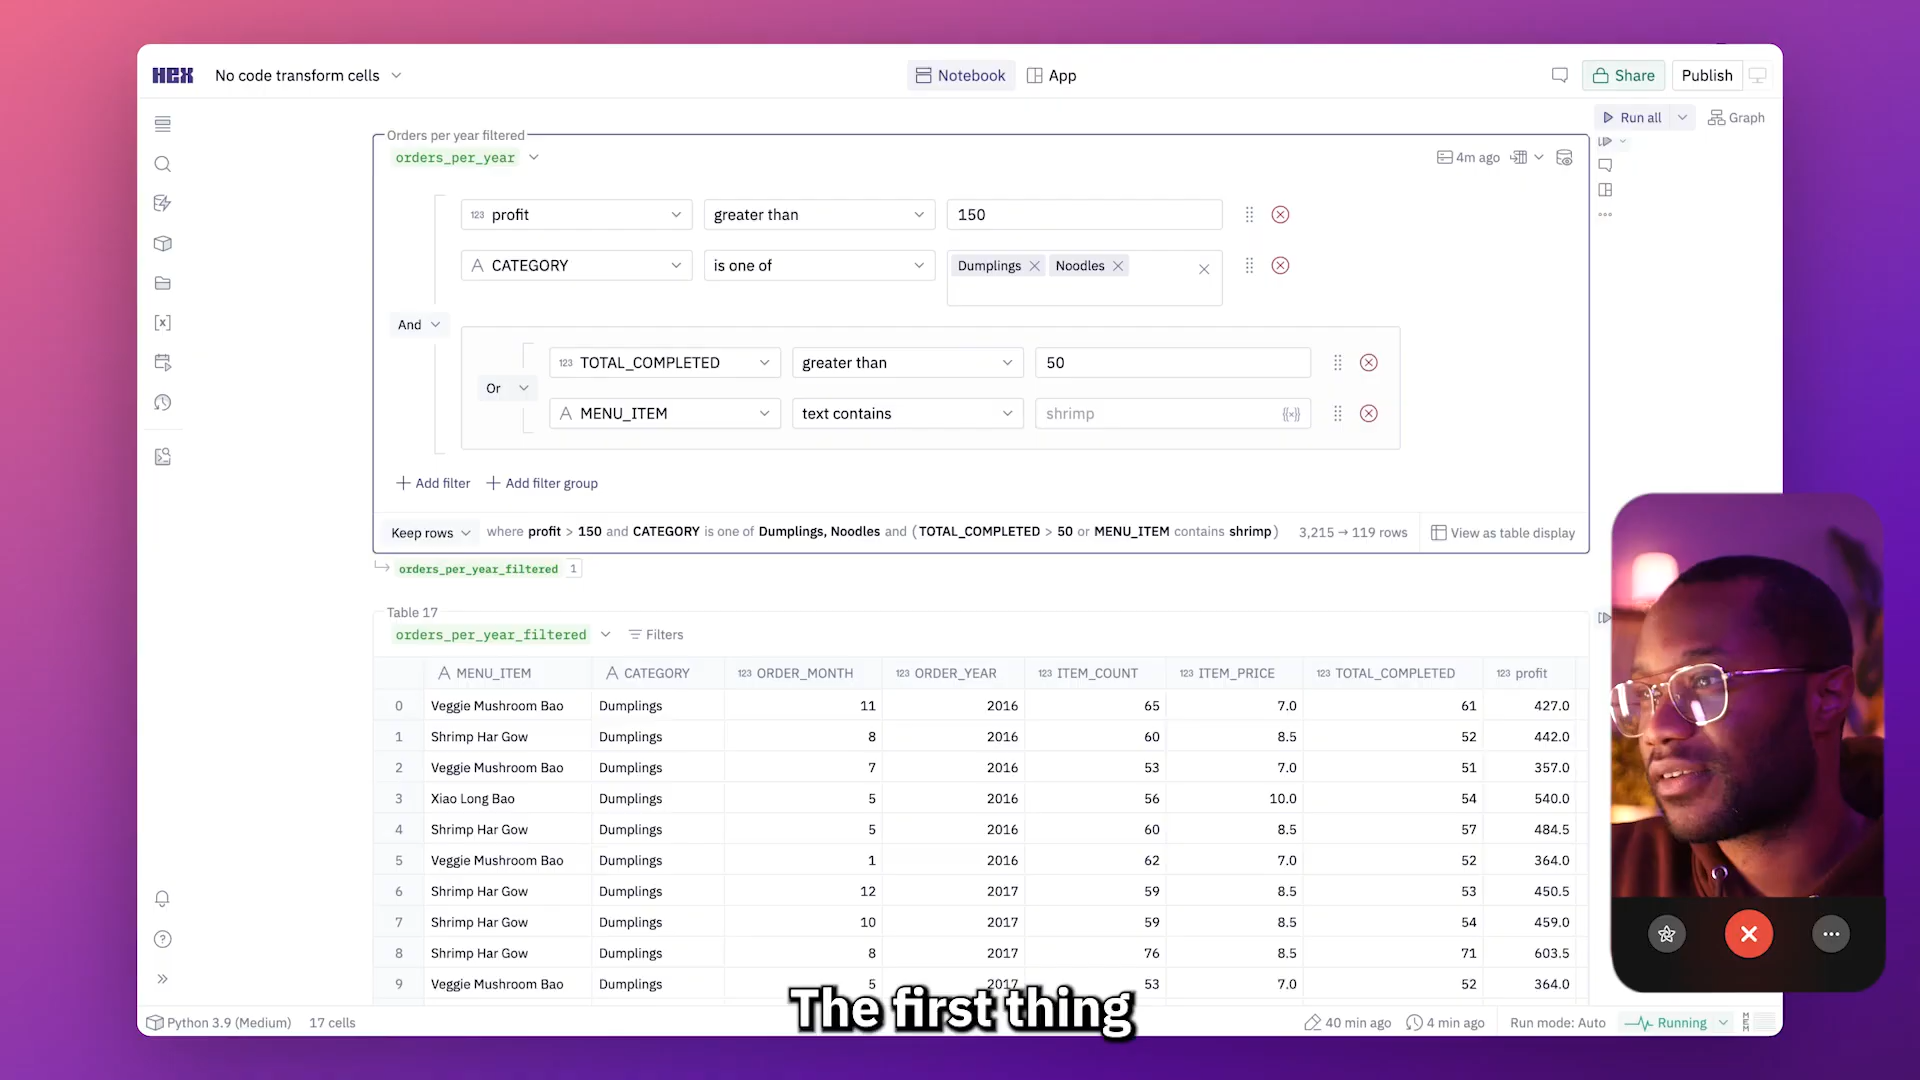 HEX No code transform cells Notebook App Share Publish
Run all Graph
Orders per year filtered
orders_per_year 4m ago
123 profit greater than 150
A CATEGORY is one of Dumplings Noodles
And
123 TOTAL_COMPLETED greater than 50
Or
A MENU_ITEM text contains shrimp {(x)}
Add filter Add filter group
Keep rows where profit > 150 and CATEGORY is one of Dumplings, Noodles and (TOTAL_COMPLETED > 50 or MENU_ITEM contains shrimp) 3,215 → 119 rows View as table display
orders_per_year_filtered 1
Table 17
orders_per_year_filtered Filters
A MENU_ITEM A CATEGORY 123 ORDER_MONTH 123 ORDER_YEAR 123 ITEM_COUNT 123 ITEM_PRICE 123 TOTAL_COMPLETED 123 profit
0 Veggie Mushroom Bao Dumplings 11 2016 65 7.0 61 427.0
1 Shrimp Har Gow Dumplings 8 2016 60 8.5 52 442.0
2 Veggie Mushroom Bao Dumplings 7 2016 53 7.0 51 357.0
3 Xiao Long Bao Dumplings 5 2016 56 10.0 54 540.0
4 Shrimp Har Gow Dumplings 5 2016 60 8.5 57 484.5
5 Veggie Mushroom Bao Dumplings 1 2016 62 7.0 52 364.0
6 Shrimp Har Gow Dumplings 12 2017 59 8.5 53 450.5
7 Shrimp Har Gow Dumplings 10 2017 59 8.5 54 459.0
8 Shrimp Har Gow Dumplings 8 2017 76 8.5 71 603.5
9 Veggie Mushroom Bao Dumplings 5 2017 53 7.0 52 364.0
The first thing
Python 3.9 (Medium) 17 cells 40 min ago 4 min ago Run mode: Auto Running MEM